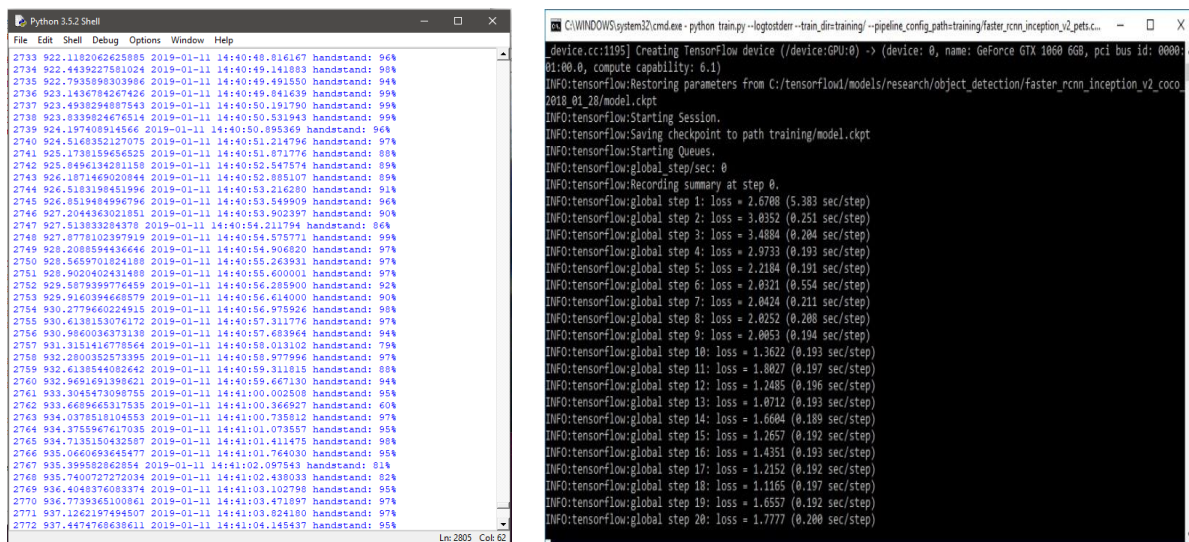 Python 3.5.2 Shell
File Edit Shell Debug Options Window Help
2733 922.1182062625885 2019-01-11 14:40:48.816167 handstand: 96%
2734 922.4439227581024 2019-01-11 14:40:49.141883 handstand: 98%
2735 922.7935898303986 2019-01-11 14:40:49.491550 handstand: 94%
2736 923.1436784267426 2019-01-11 14:40:49.841639 handstand: 99%
2737 923.4938294887543 2019-01-11 14:40:50.191790 handstand: 99%
2738 923.8339824676514 2019-01-11 14:40:50.531943 handstand: 99%
2739 924.197408914566 2019-01-11 14:40:50.895369 handstand: 96%
2740 924.5168352127075 2019-01-11 14:40:51.214796 handstand: 97%
2741 925.1738159656525 2019-01-11 14:40:51.871776 handstand: 88%
2742 925.8496134281158 2019-01-11 14:40:52.547574 handstand: 89%
2743 926.1871469020844 2019-01-11 14:40:52.885107 handstand: 89%
2744 926.5183198451996 2019-01-11 14:40:53.216280 handstand: 91%
2745 926.8519484996796 2019-01-11 14:40:53.549909 handstand: 96%
2746 927.2044363021851 2019-01-11 14:40:53.902397 handstand: 90%
2747 927.513833284378 2019-01-11 14:40:54.211794 handstand: 86%
2748 927.8778102397919 2019-01-11 14:40:54.575771 handstand: 99%
2749 928.2088594436646 2019-01-11 14:40:54.906820 handstand: 97%
2750 928.5659701824188 2019-01-11 14:40:55.263931 handstand: 97%
2751 928.9020402431488 2019-01-11 14:40:55.600001 handstand: 97%
2752 929.5879399776459 2019-01-11 14:40:56.285900 handstand: 92%
2753 929.9160394668579 2019-01-11 14:40:56.614000 handstand: 90%
2754 930.2779660224915 2019-01-11 14:40:56.975926 handstand: 98%
2755 930.6138153076172 2019-01-11 14:40:57.311776 handstand: 97%
2756 930.9860036373138 2019-01-11 14:40:57.683964 handstand: 94%
2757 931.3151416778564 2019-01-11 14:40:58.013102 handstand: 79%
2758 932.2800352573395 2019-01-11 14:40:58.977996 handstand: 97%
2759 932.6138544082642 2019-01-11 14:40:59.311815 handstand: 88%
2760 932.9691691398621 2019-01-11 14:40:59.667130 handstand: 94%
2761 933.3045473098755 2019-01-11 14:41:00.002508 handstand: 95%
2762 933.6689665317535 2019-01-11 14:41:00.366927 handstand: 60%
2763 934.0378518104553 2019-01-11 14:41:00.735812 handstand: 97%
2764 934.3755967617035 2019-01-11 14:41:01.073557 handstand: 95%
2765 934.713515042587 2019-01-11 14:41:01.411475 handstand: 98%
2766 935.0660693645477 2019-01-11 14:41:01.764030 handstand: 95%
2767 935.399582862854 2019-01-11 14:41:02.097543 handstand: 81%
2768 935.7400727272034 2019-01-11 14:41:02.438033 handstand: 82%
2769 936.4048376083374 2019-01-11 14:41:03.102798 handstand: 95%
2770 936.7739365100861 2019-01-11 14:41:03.471897 handstand: 97%
2771 937.1262197494507 2019-01-11 14:41:03.824180 handstand: 97%
2772 937.4474768638611 2019-01-11 14:41:04.145437 handstand: 95%
Ln: 2805 Col: 62
C:\WINDOWS\system32\cmd.exe - python train.py --logtostderr --train_dir=training/ --pipeline_config_path=training/faster_rcnn_inception_v2_pets.c...
_device.cc:1195] Creating TensorFlow device (/device:GPU:0) -> (device: 0, name: GeForce GTX 1060 6GB, pci bus id: 0000:
01:00.0, compute capability: 6.1)
INFO:tensorflow:Restoring parameters from C:/tensorflow1/models/research/object_detection/faster_rcnn_inception_v2_coco_
2018_01_28/model.ckpt
INFO:tensorflow:Starting Session.
INFO:tensorflow:Saving checkpoint to path training/model.ckpt
INFO:tensorflow:Starting Queues.
INFO:tensorflow:global_step/sec: 0
INFO:tensorflow:Recording summary at step 0.
INFO:tensorflow:global step 1: loss = 2.6708 (5.383 sec/step)
INFO:tensorflow:global step 2: loss = 3.0352 (0.251 sec/step)
INFO:tensorflow:global step 3: loss = 3.4884 (0.204 sec/step)
INFO:tensorflow:global step 4: loss = 2.9733 (0.193 sec/step)
INFO:tensorflow:global step 5: loss = 2.2184 (0.191 sec/step)
INFO:tensorflow:global step 6: loss = 2.0321 (0.554 sec/step)
INFO:tensorflow:global step 7: loss = 2.0424 (0.211 sec/step)
INFO:tensorflow:global step 8: loss = 2.0252 (0.208 sec/step)
INFO:tensorflow:global step 9: loss = 2.0053 (0.194 sec/step)
INFO:tensorflow:global step 10: loss = 1.3622 (0.193 sec/step)
INFO:tensorflow:global step 11: loss = 1.8027 (0.197 sec/step)
INFO:tensorflow:global step 12: loss = 1.2485 (0.196 sec/step)
INFO:tensorflow:global step 13: loss = 1.0712 (0.193 sec/step)
INFO:tensorflow:global step 14: loss = 1.6604 (0.189 sec/step)
INFO:tensorflow:global step 15: loss = 1.2657 (0.192 sec/step)
INFO:tensorflow:global step 16: loss = 1.4351 (0.193 sec/step)
INFO:tensorflow:global step 17: loss = 1.2152 (0.192 sec/step)
INFO:tensorflow:global step 18: loss = 1.1165 (0.197 sec/step)
INFO:tensorflow:global step 19: loss = 1.6557 (0.192 sec/step)
INFO:tensorflow:global step 20: loss = 1.7777 (0.200 sec/step)